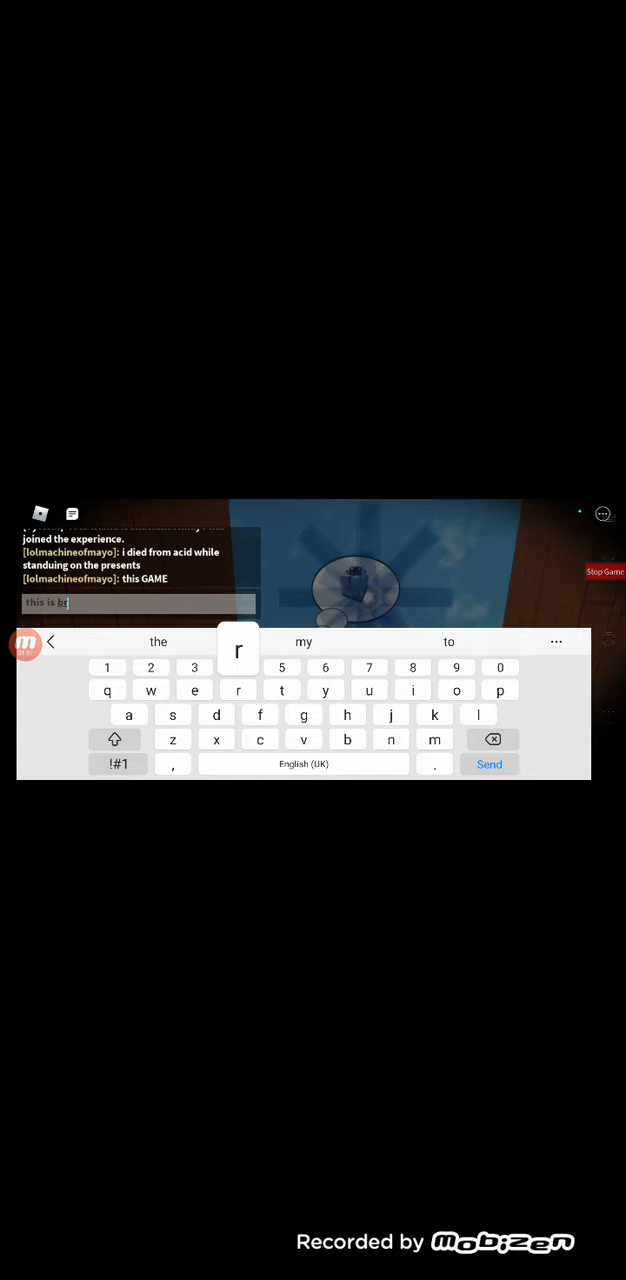 joined the experience.
[lolmachineofmayo]: i died from acid while
standuing on the presents
[lolmachineofmayo]: this GAME
this is br
Stop Game
the
my
to
r
1 2 3 5 6 7 8 9 0
q w e r t y u i o p
a s d f g h j k l
z x c v b n m
!#1 , English (UK) . Send
Recorded by mobizen